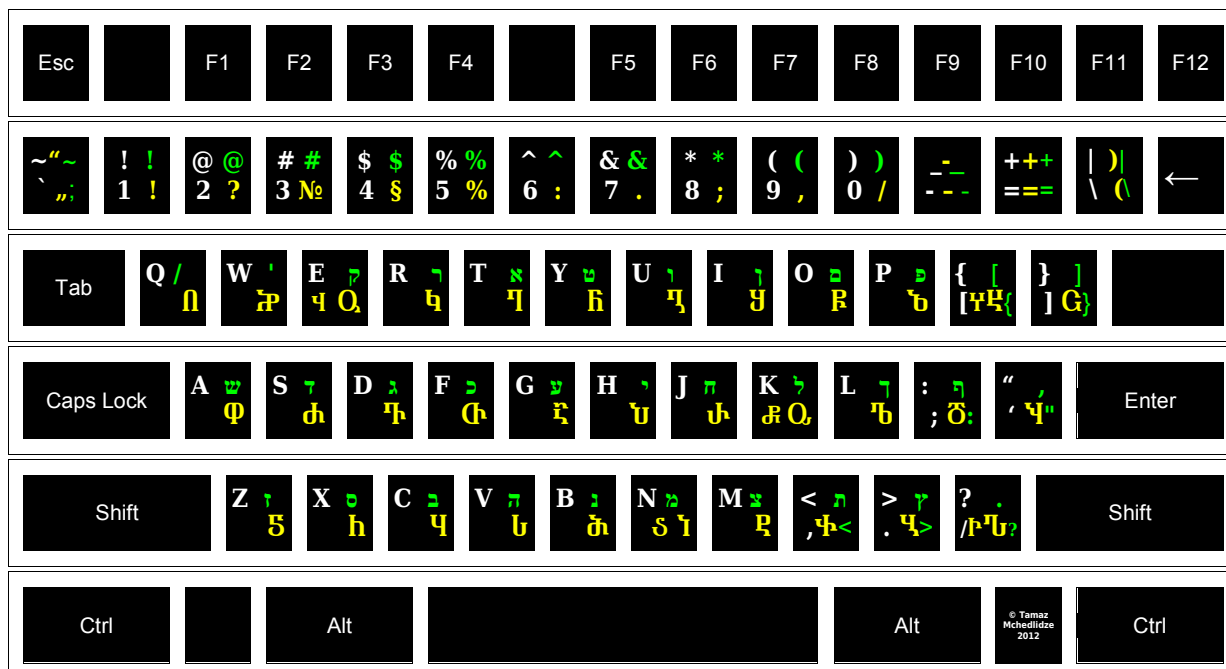 Esc F1 F2 F3 F4 F5 F6 F7 F8 F9 F10 F11 F12
~ “ ~ ! ! @ @ # # $ $ % % ^ ^ & & * * ( ( ) ) _ - _ + + + | ) |
` „ ; 1 ! 2 ? 3 № 4 § 5 % 6 : 7 . 8 ; 9 , 0 / - - - = = = \ ( \ ←
Tab Q / W ' E ק R ר T א Y ט U ו I ן O ם P פ { [ } ]
Ⴖ Ⴟ Ⴣ Ⴓ Ⴉ Ⴄ Ⴌ Ⴂ Ⴘ Ⴜ Ⴆ [ Ⴤ Ⴞ { ] Ⴚ }
Caps Lock A ש S ד D ג F כ G ע H י J ח K ל L ך : ף “ , Enter
Ⴔ Ⴛ Ⴅ Ⴇ Ⴀ Ⴎ Ⴐ Ⴥ Ⴍ Ⴊ ; Ⴃ : ‘ Ⴏ "
Shift Z ז X ס C ב V ה B נ N מ M צ < ת > ץ ? . Shift
Ⴝ Ⴙ Ⴗ Ⴑ Ⴋ Ⴢ Ⴈ Ⴒ , Ⴕ < . Ⴁ > / Ⴡ Ⴠ ?
Ctrl Alt Alt © Tamaz Mchedlidze 2012 Ctrl